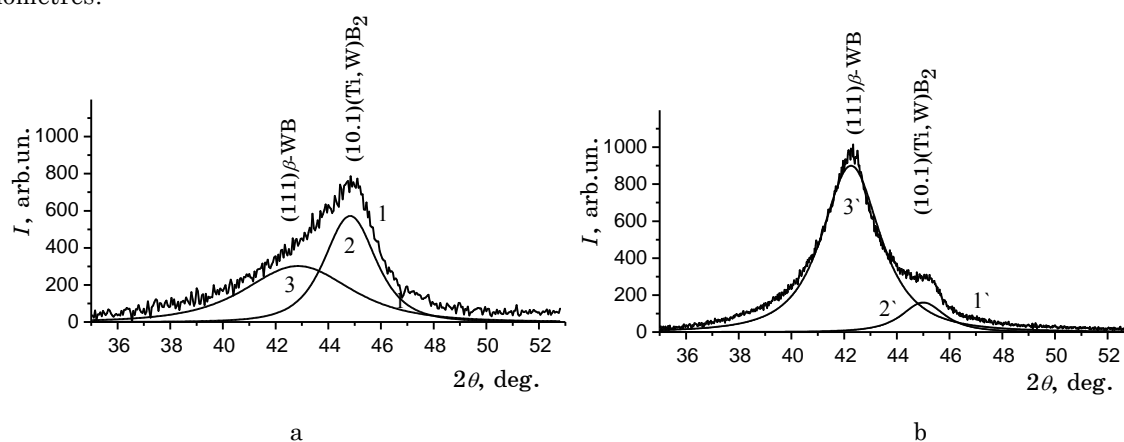 (111)β-WB
(10.1)(Ti,W)B2
I, arb.un.
1000
800
600
400
200
0
1
2
3
1
36 38 40 42 44 46 48 50 52
2θ, deg.
a
(111)β-WB
(10.1)(Ti,W)B2
I, arb.un.
1000
800
600
400
200
0
3`
2`
1`
36 38 40 42 44 46 48 50 52
2θ, deg.
b